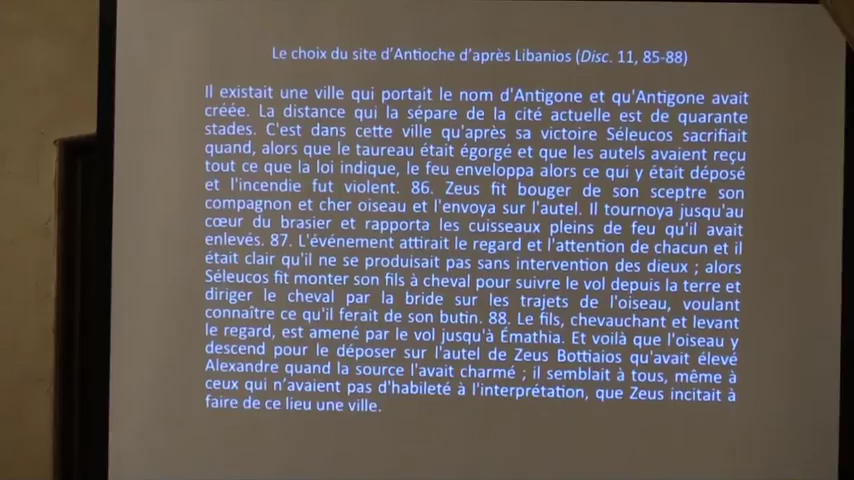 Le choix du site d'Antioche d'après Libanios (Disc. 11, 85-88)
Il existait une ville qui portait le nom d'Antigone et qu'Antigone avait
créée. La distance qui la sépare de la cité actuelle est de quarante
stades. C'est dans cette ville qu'après sa victoire Séleucos sacrifiait
quand, alors que le taureau était égorgé et que les autels avaient reçu
tout ce que la loi indique, le feu enveloppa alors ce qui y était déposé
et l'incendie fut violent. 86. Zeus fit bouger de son sceptre son
compagnon et cher oiseau et l'envoya sur l'autel. Il tournoya jusqu'au
cœur du brasier et rapporta les cuisseaux pleins de feu qu'il avait
enlevés. 87. L'événement attirait le regard et l'attention de chacun et il
était clair qu'il ne se produisait pas sans intervention des dieux ; alors
Séleucos fit monter son fils à cheval pour suivre le vol depuis la terre et
diriger le cheval par la bride sur les trajets de l'oiseau, voulant
connaître ce qu'il ferait de son butin. 88. Le fils, chevauchant et levant
le regard, est amené par le vol jusqu'à Émathia. Et voilà que l'oiseau y
descend pour le déposer sur l'autel de Zeus Bottiaios qu'avait élevé
Alexandre quand la source l'avait charmé ; il semblait à tous, même à
ceux qui n'avaient pas d'habileté à l'interprétation, que Zeus incitait à
faire de ce lieu une ville.